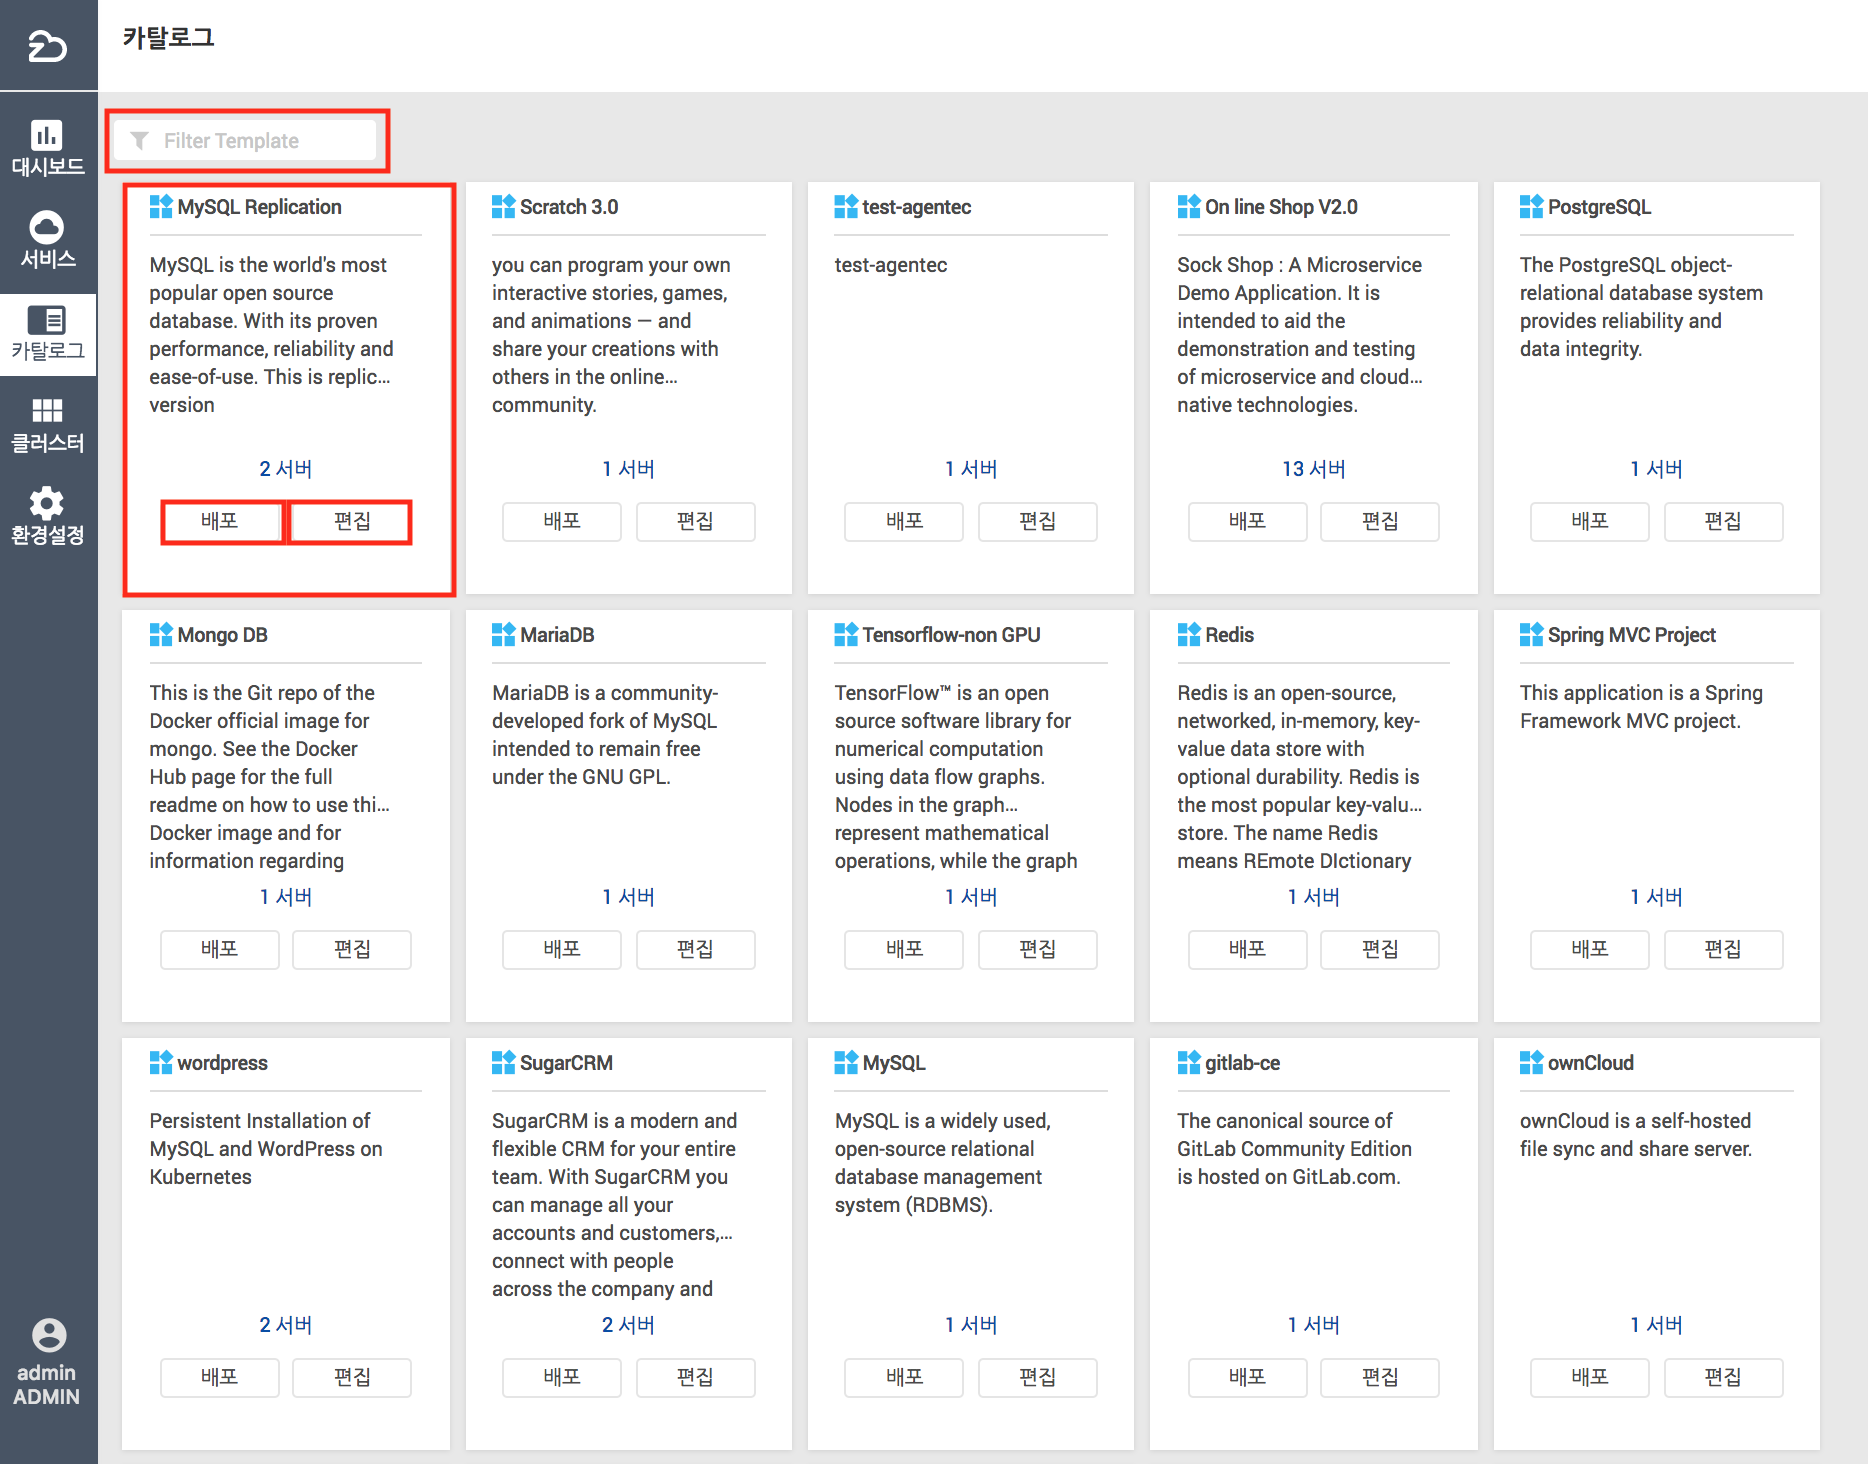 카탈로그
대시보드
서비스
카탈로그
클러스터
환경설정
admin
ADMIN
Filter Template
MySQL Replication
MySQL is the world's most
popular open source
database. With its proven
performance, reliability and
ease-of-use. This is replic...
version
2 서버
배포 편집
Scratch 3.0
you can program your own
interactive stories, games,
and animations — and
share your creations with
others in the online...
community.
1 서버
배포 편집
test-agentec
test-agentec
1 서버
배포 편집
On line Shop V2.0
Sock Shop : A Microservice
Demo Application. It is
intended to aid the
demonstration and testing
of microservice and cloud...
native technologies.
13 서버
배포 편집
PostgreSQL
The PostgreSQL object-
relational database system
provides reliability and
data integrity.
1 서버
배포 편집
Mongo DB
This is the Git repo of the
Docker official image for
mongo. See the Docker
Hub page for the full
readme on how to use thi...
Docker image and for
information regarding
1 서버
배포 편집
MariaDB
MariaDB is a community-
developed fork of MySQL
intended to remain free
under the GNU GPL.
1 서버
배포 편집
Tensorflow-non GPU
TensorFlow™ is an open
source software library for
numerical computation
using data flow graphs.
Nodes in the graph...
represent mathematical
operations, while the graph
1 서버
배포 편집
Redis
Redis is an open-source,
networked, in-memory, key-
value data store with
optional durability. Redis is
the most popular key-valu...
store. The name Redis
means REmote DIctionary
1 서버
배포 편집
Spring MVC Project
This application is a Spring
Framework MVC project.
1 서버
배포 편집
wordpress
Persistent Installation of
MySQL and WordPress on
Kubernetes
2 서버
배포 편집
SugarCRM
SugarCRM is a modern and
flexible CRM for your entire
team. With SugarCRM you
can manage all your
accounts and customers,...
connect with people
across the company and
2 서버
배포 편집
MySQL
MySQL is a widely used,
open-source relational
database management
system (RDBMS).
1 서버
배포 편집
gitlab-ce
The canonical source of
GitLab Community Edition
is hosted on GitLab.com.
1 서버
배포 편집
ownCloud
ownCloud is a self-hosted
file sync and share server.
1 서버
배포 편집